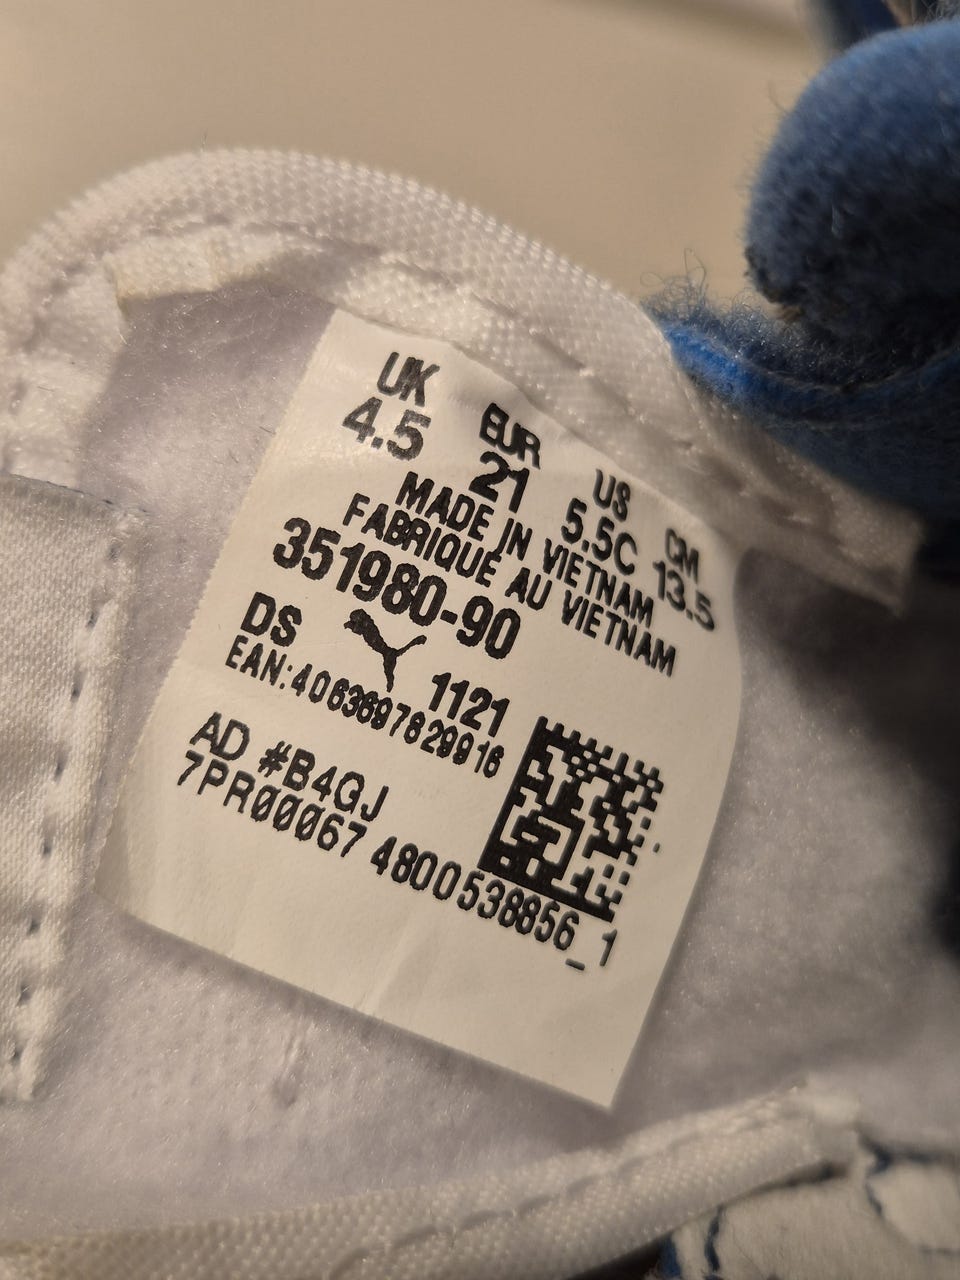 UK EUR US CM
4.5 21 5.5C 13.5
MADE IN VIETNAM
FABRIQUÉ AU VIETNAM
351980-90
DS 1121
EAN:4063697829916
AD #B4GJ
7PR00067 4800538856_1